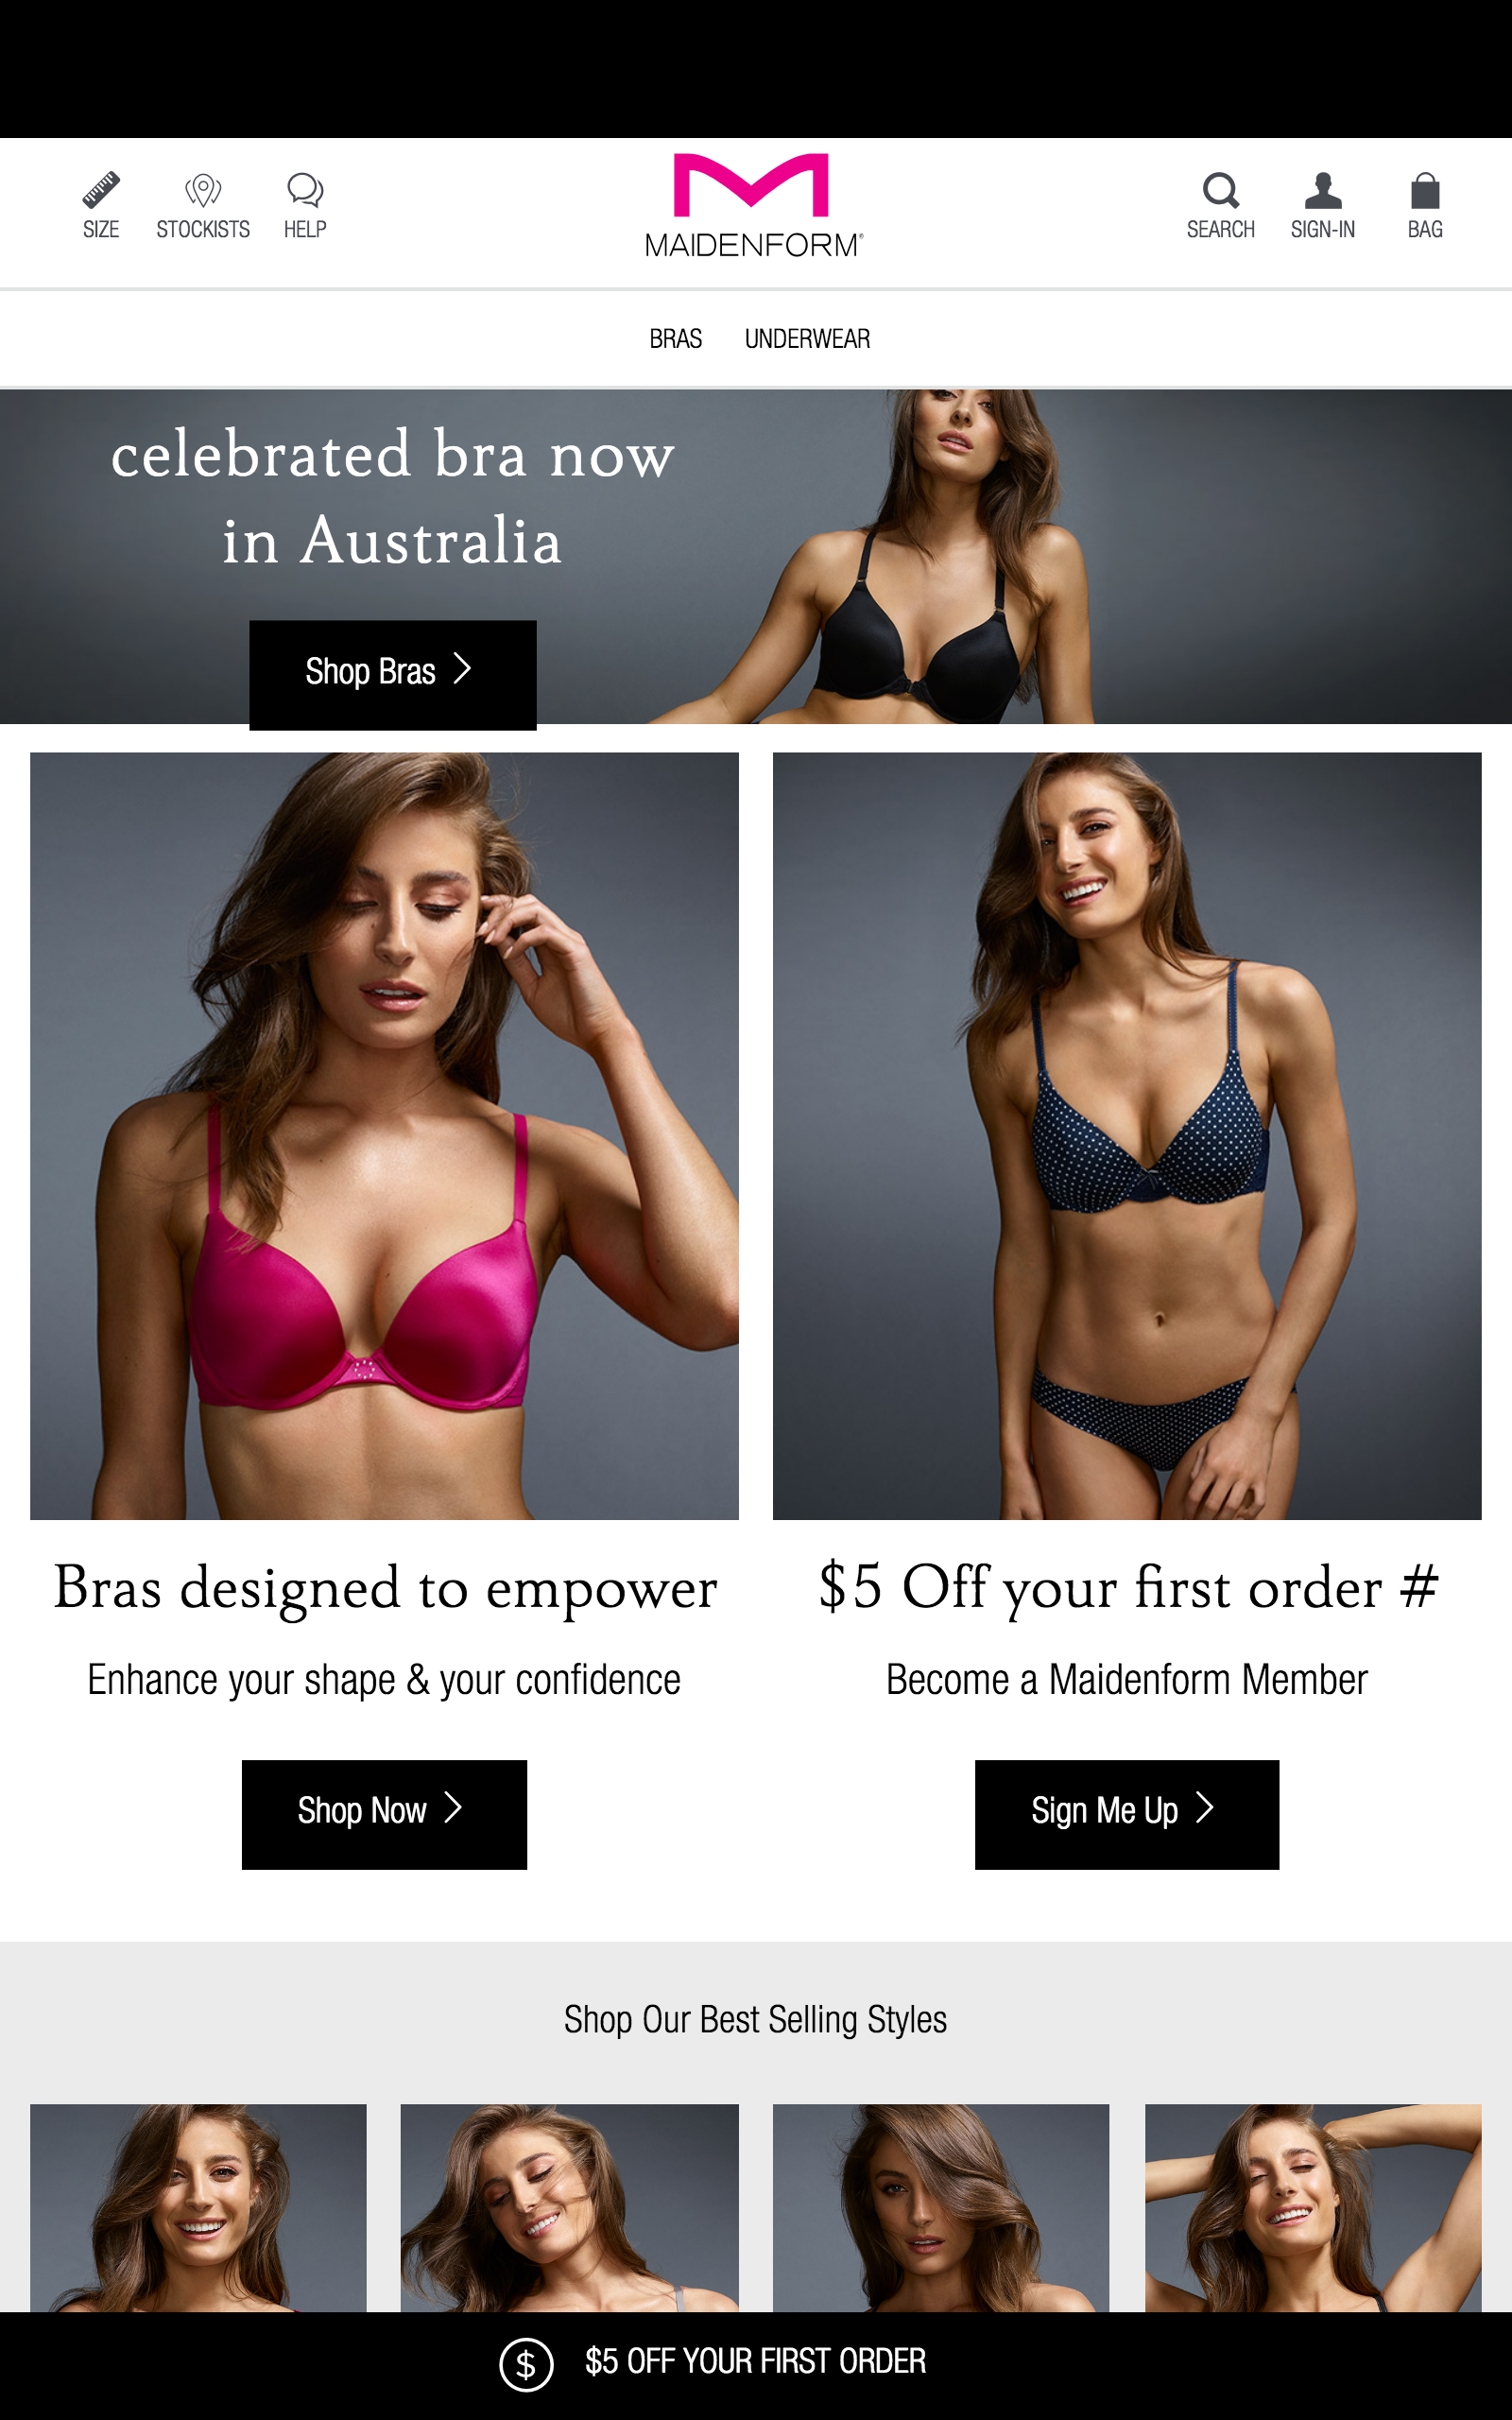 SIZE
STOCKISTS
HELP
MAIDENFORM®
SEARCH
SIGN-IN
BAG
BRAS
UNDERWEAR
celebrated bra now
in Australia
Shop Bras
Bras designed to empower
Enhance your shape & your confidence
Shop Now
$5 Off your first order #
Become a Maidenform Member
Sign Me Up
Shop Our Best Selling Styles
$ $5 OFF YOUR FIRST ORDER